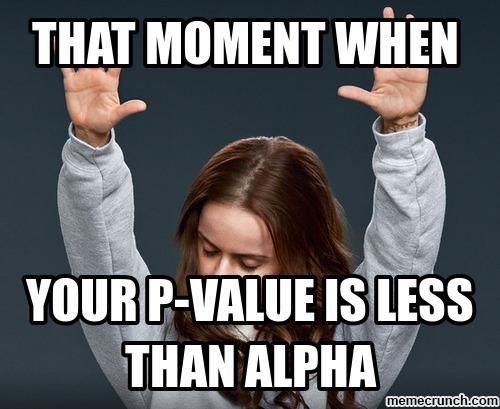 THAT MOMENT WHEN
YOUR P-VALUE IS LESS
THAN ALPHA
memecrunch.com